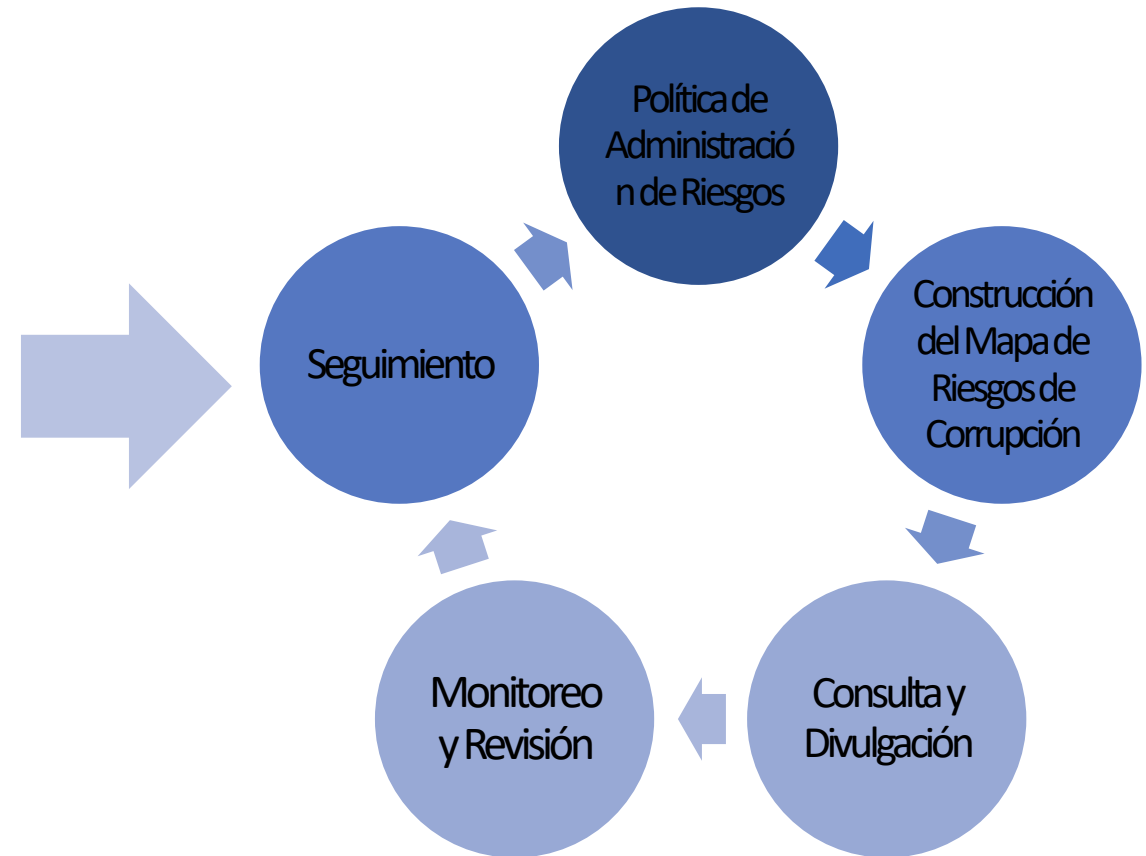 Política de
Administració
n de Riesgos
Construcción
del Mapa de
Riesgos de
Corrupción
Consulta y
Divulgación
Monitoreo
y Revisión
Seguimiento